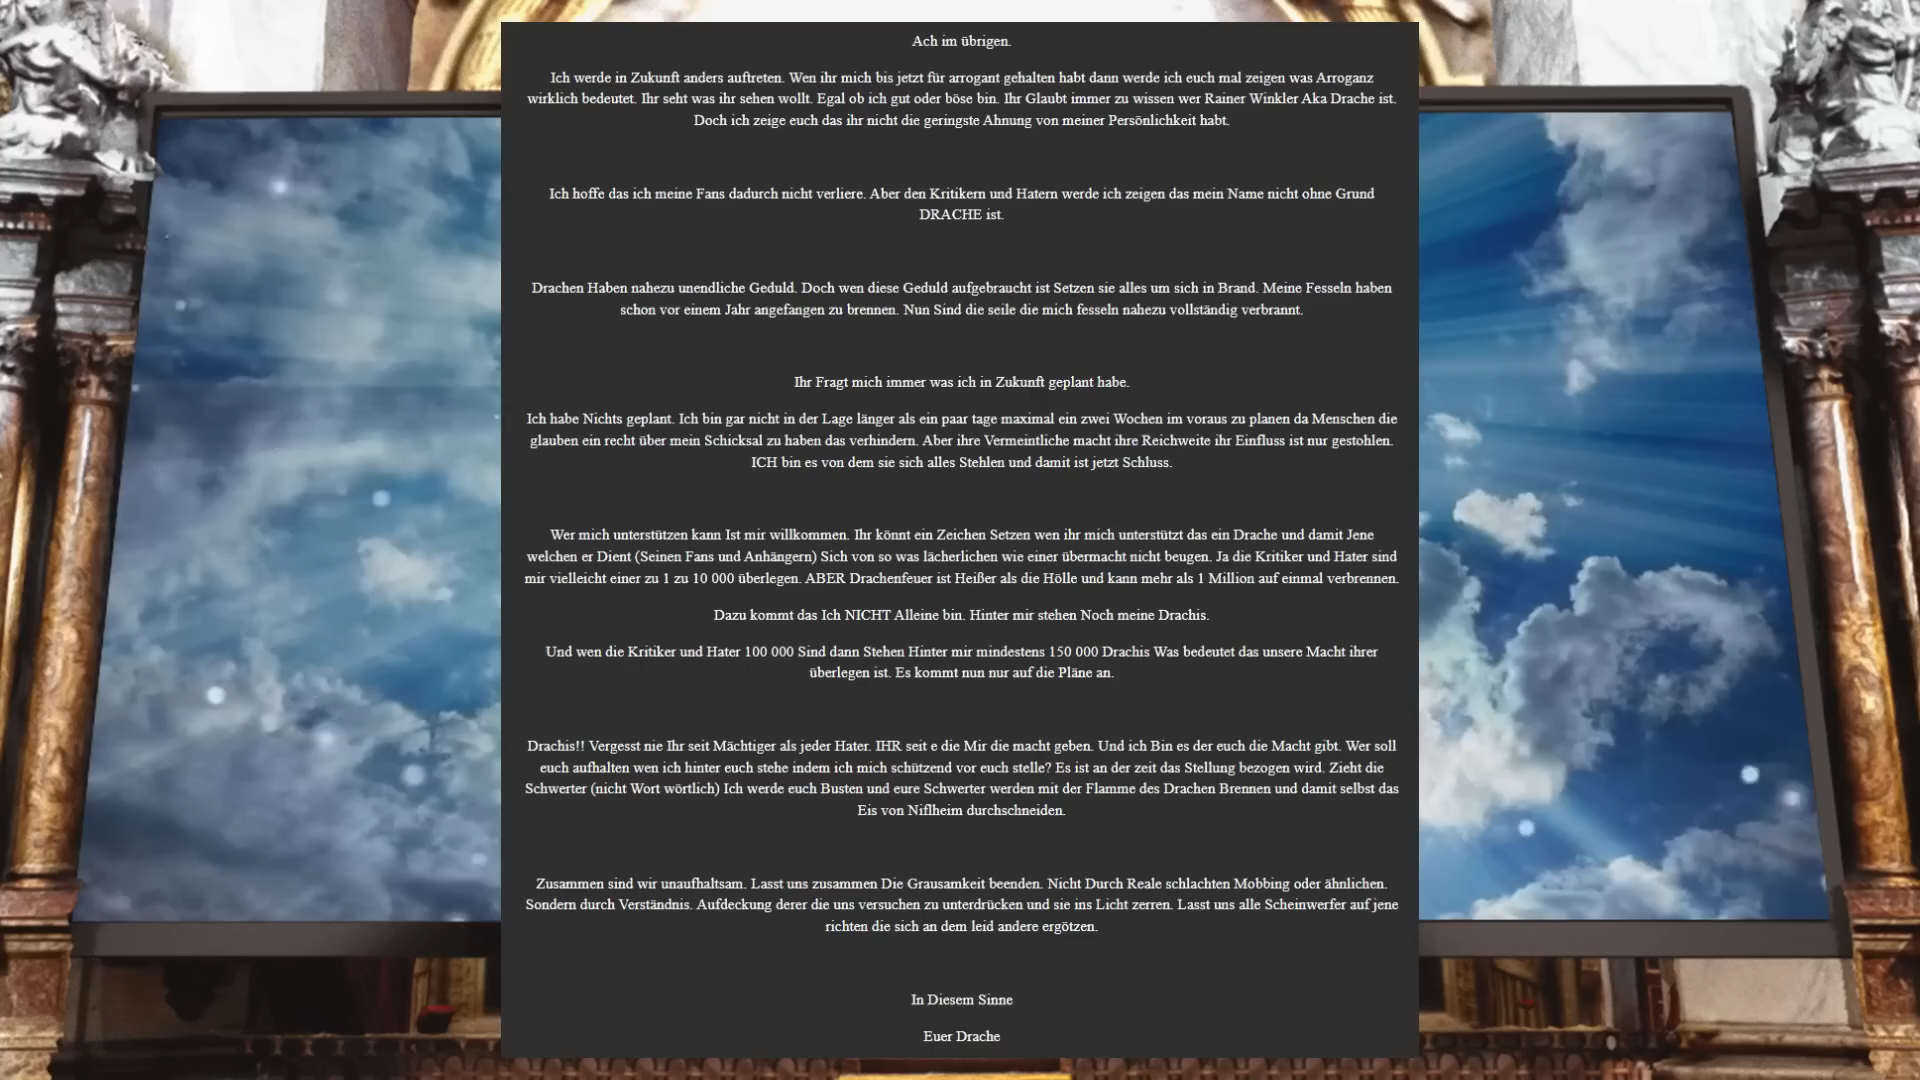 Ach im übrigen.
Ich werde in Zukunft anders auftreten. Wen ihr mich bis jetzt für arrogant gehalten habt dann werde ich euch mal zeigen was Arroganz
wirklich bedeutet. Ihr seht was ihr sehen wollt. Egal ob ich gut oder böse bin. Ihr Glaubt immer zu wissen wer Rainer Winkler Aka Drache ist.
Doch ich zeige euch das ihr nicht die geringste Ahnung von meiner Persönlichkeit habt.
Ich hoffe das ich meine Fans dadurch nicht verliere. Aber den Kritikern und Hatern werde ich zeigen das mein Name nicht ohne Grund
DRACHE ist.
Drachen Haben nahezu unendliche Geduld. Doch wen diese Geduld aufgebraucht ist Setzen sie alles um sich in Brand. Meine Fesseln haben
schon vor einem Jahr angefangen zu brennen. Nun Sind die seile die mich fesseln nahezu vollständig verbrannt.
Ihr Fragt mich immer was ich in Zukunft geplant habe.
Ich habe Nichts geplant. Ich bin gar nicht in der Lage länger als ein paar tage maximal ein zwei Wochen im voraus zu planen da Menschen die
glauben ein recht über mein Schicksal zu haben das verhindern. Aber ihre Vermeintliche macht ihre Reichweite ihr Einfluss ist nur gestohlen.
ICH bin es von dem sie sich alles Stehlen und damit ist jetzt Schluss.
Wer mich unterstützen kann Ist mir willkommen. Ihr könnt ein Zeichen Setzen wen ihr mich unterstützt das ein Drache und damit Jene
welchen er Dient (Seinen Fans und Anhängern) Sich von so was lächerlichen wie einer übermacht nicht beugen. Ja die Kritiker und Hater sind
mir vielleicht einer zu 1 zu 10 000 überlegen. ABER Drachenfeuer ist Heißer als die Hölle und kann mehr als 1 Million auf einmal verbrennen.
Dazu kommt das Ich NICHT Alleine bin. Hinter mir stehen Noch meine Drachis.
Und wen die Kritiker und Hater 100 000 Sind dann Stehen Hinter mir mindestens 150 000 Drachis Was bedeutet das unsere Macht ihrer
überlegen ist. Es kommt nun nur auf die Pläne an.
Drachis!! Vergesst nie Ihr seit Mächtiger als jeder Hater. IHR seit e die Mir die macht geben. Und ich Bin es der euch die Macht gibt. Wer soll
euch aufhalten wen ich hinter euch stehe indem ich mich schützend vor euch stelle? Es ist an der zeit das Stellung bezogen wird. Zieht die
Schwerter (nicht Wort wörtlich) Ich werde euch Busten und eure Schwerter werden mit der Flamme des Drachen Brennen und damit selbst das
Eis von Niflheim durchschneiden.
Zusammen sind wir unaufhaltsam. Lasst uns zusammen Die Grausamkeit beenden. Nicht Durch Reale schlachten Mobbing oder ähnlichen.
Sondern durch Verständnis. Aufdeckung derer die uns versuchen zu unterdrücken und sie ins Licht zerren. Lasst uns alle Scheinwerfer auf jene
richten die sich an dem leid andere ergötzen.
In Diesem Sinne
Euer Drache